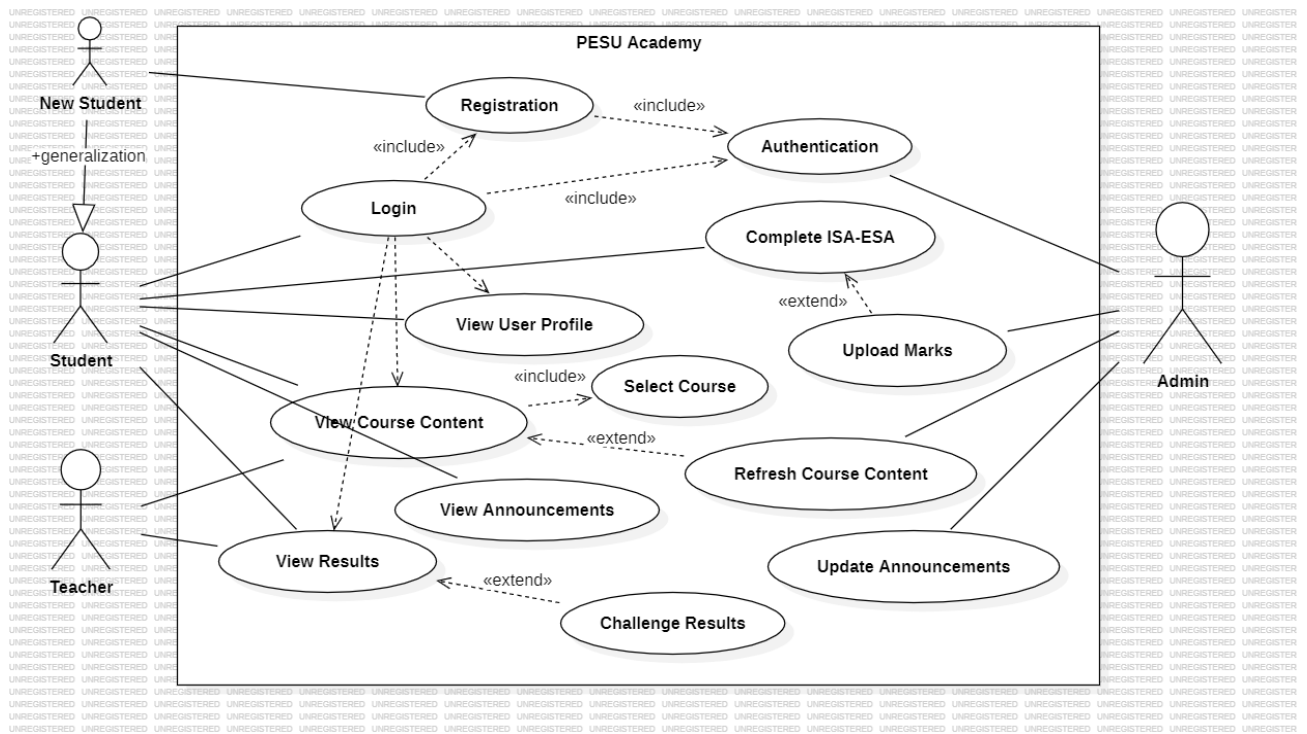 PESU Academy
New Student
Registration
«include»
Authentication
«include»
+generalization
Login
«include»
Complete ISA-ESA
«extend»
View User Profile
Upload Marks
Student
Admin
«include»
Select Course
View Course Content
«extend»
Refresh Course Content
View Announcements
View Results
Update Announcements
Teacher
«extend»
Challenge Results
UNREGISTERED